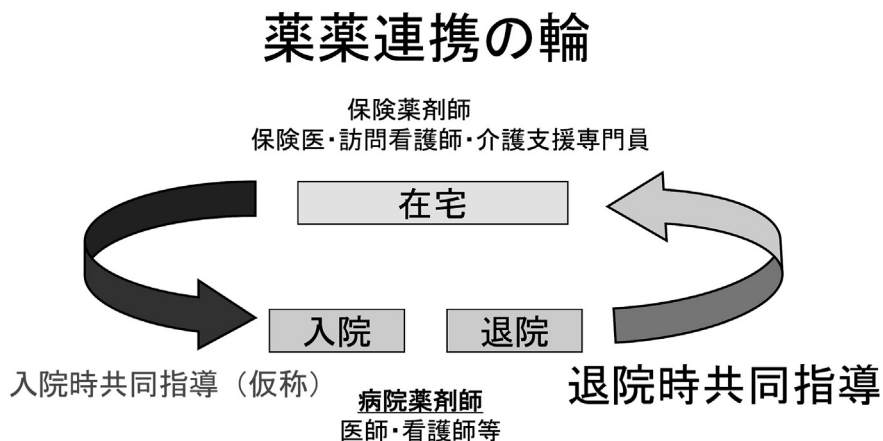 薬薬連携の輪
保険薬剤師
保険医・訪問看護師・介護支援専門員
在宅
入院
退院
入院時共同指導（仮称）
退院時共同指導
病院薬剤師
医師・看護師等